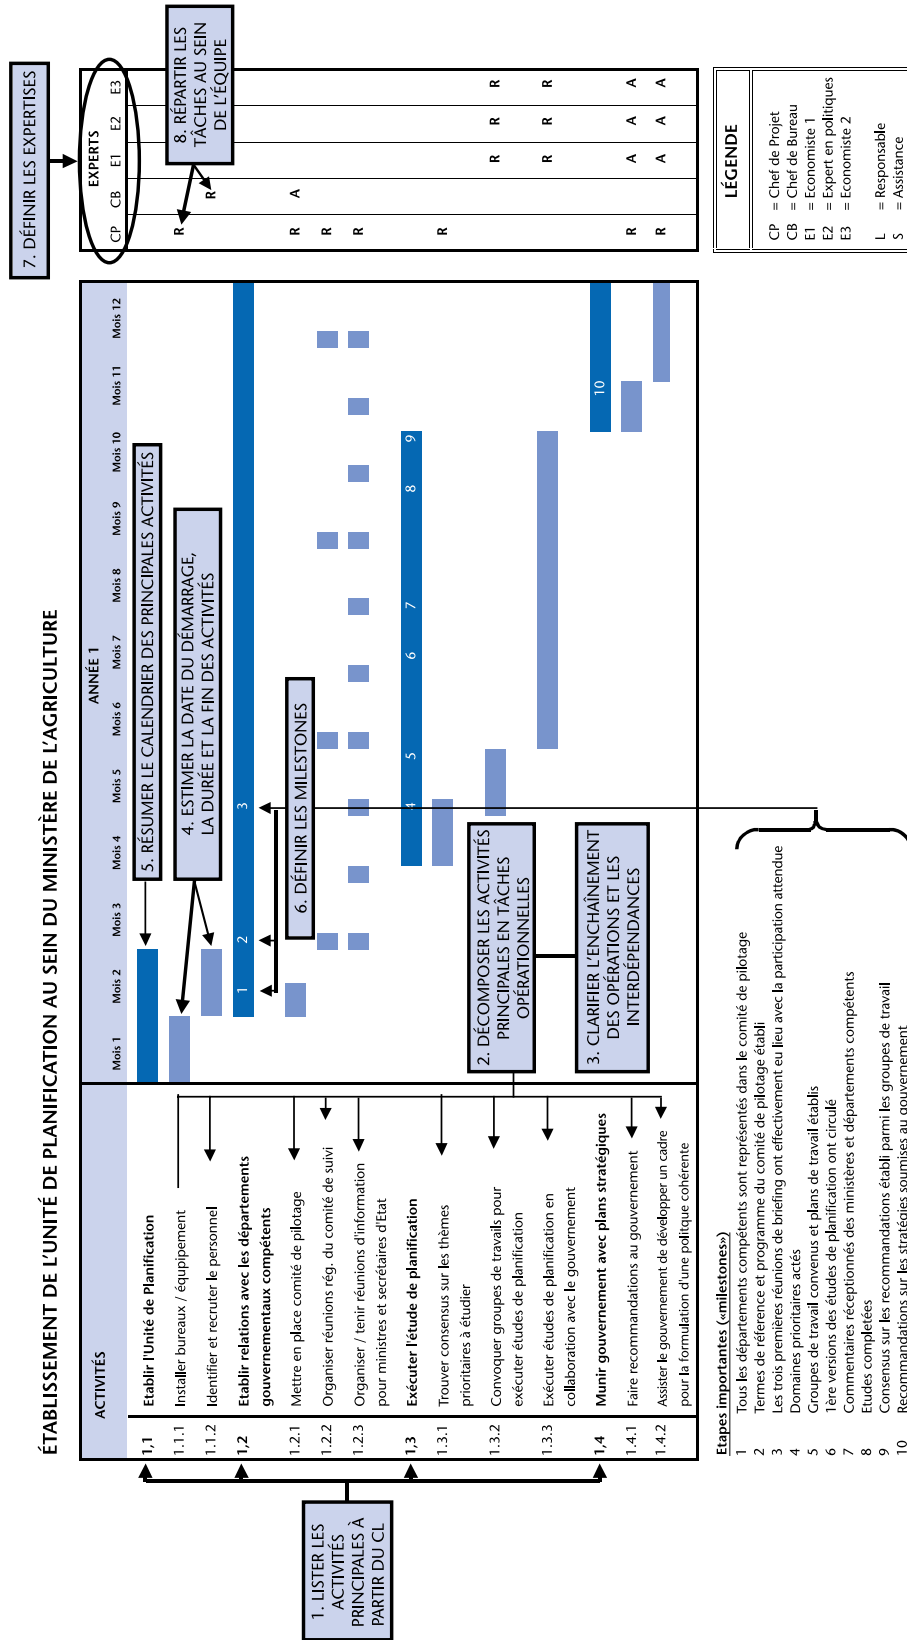 ÉTABLISSEMENT DE L'UNITÉ DE PLANIFICATION AU SEIN DU MINISTÈRE DE L'AGRICULTURE
7. DÉFINIR LES EXPERTISES
ACTIVITÉS
ANNÉE 1
EXPERTS
Mois 1 Mois 2 Mois 3 Mois 4 Mois 5 Mois 6 Mois 7 Mois 8 Mois 9 Mois 10 Mois 11 Mois 12
CP CB E1 E2 E3
1,1 Etablir l'Unité de Planification
5. RÉSUMER LE CALENDRIER DES PRINCIPALES ACTIVITÉS
1.1.1 Installer bureaux / équpipement R
8. RÉPARTIR LES
TÂCHES AU SEIN
DE L'ÉQUIPE
4. ESTIMER LA DATE DU DÉMARRAGE,
LA DURÉE ET LA FIN DES ACTIVITÉS
1.1.2 Identifier et recruter le personnel R
1,2 Etablir relations avec les départements
gouvernementaux compétents
1 2 3
1.2.1 Mettre en place comité de pilotage R A
6. DÉFINIR LES MILESTONES
1.2.2 Organiser réunions rég. du comité de suivi R
1.2.3 Organiser / tenir réunions d'information R
pour ministres et secrétaires d'Etat
1,3 Exécuter l'étude de planification
4 5 6 7 8 9
1.3.1 Trouver consensus sur les thèmes R
prioritaires à étudier
2. DÉCOMPOSER LES ACTIVITÉS
PRINCIPALES EN TÂCHES
OPÉRATIONNELLES
1.3.2 Convoquer groupes de travails pour R R R
exécuter études de planification
1.3.3 Exécuter études de planification en R R R
collaboration avec le gouvernement
3. CLARIFIER L'ENCHAÎNEMENT
DES OPÉRATIONS ET LES
INTERDÉPENDANCES
1,4 Munir gouvernement avec plans stratégiques
10
1.4.1 Faire recommandations au gouvernement R A A A
1.4.2 Assister le gouvernement de développer un cadre R A A A
pour la formulation d'une politque cohérente
1. LISTER LES
ACTIVITÉS
PRINCIPALES À
PARTIR DU CL
Etapes importantes («milestones»)
1 Tous les départements compétents sont représentés dans le comité de pilotage
2 Termes de réference et programme du comité de pilotage établi
3 Les trois premières réunions de briefing ont effectivement eu lieu avec la participation attendue
4 Domaines prioritaires actés
5 Groupes de travail convenus et plans de travail établis
6 1ère versions des études de planification ont circulé
7 Commentaires réceptionnés des ministères et départements compétents
8 Etudes completées
9 Consensus sur les recommandations établi parmi les groupes de travail
10 Recommandations sur les stratégies soumises au gouvernement
LÉGENDE
CP = Chef de Projet
CB = Chef de Bureau
E1 = Economiste 1
E2 = Expert en politiques
E3 = Economiste 2
L = Responsable
S = Assistance